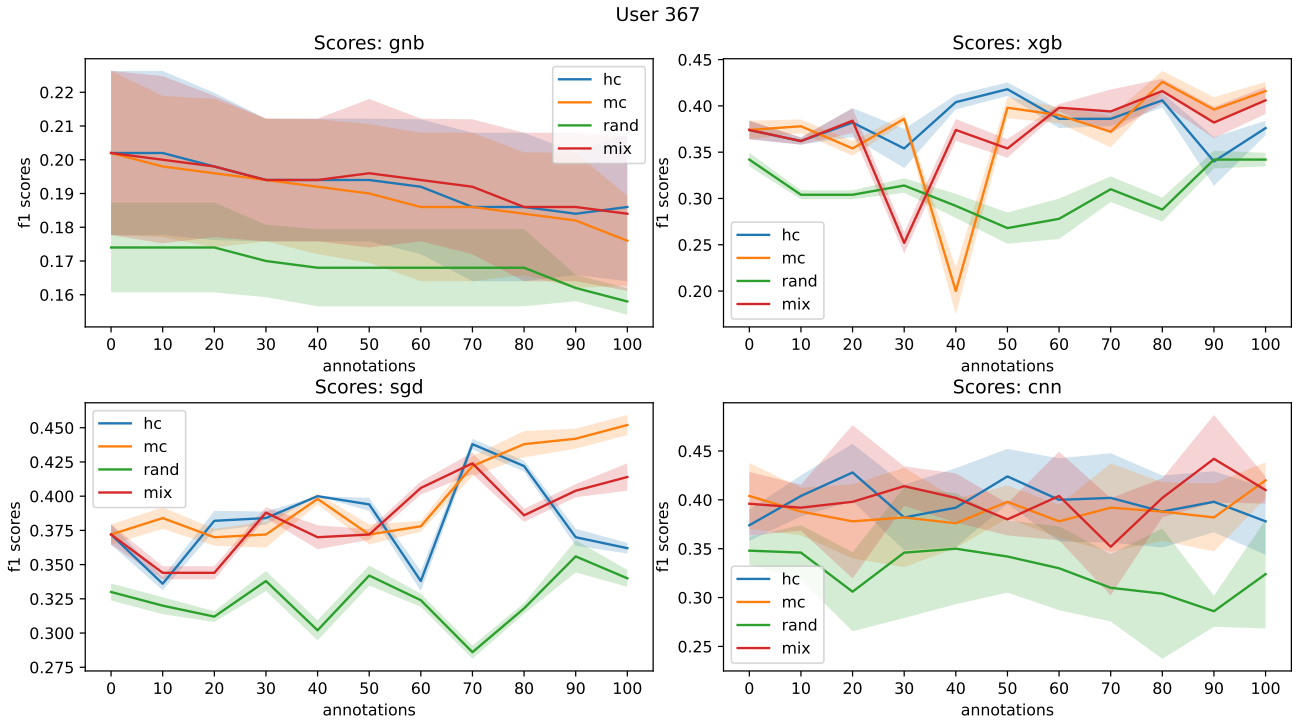 User 367
Scores: gnb
f1 scores
0.22
0.21
0.20
0.19
0.18
0.17
0.16
0 10 20 30 40 50 60 70 80 90 100
annotations
hc
mc
rand
mix
Scores: xgb
f1 scores
0.45
0.40
0.35
0.30
0.25
0.20
0 10 20 30 40 50 60 70 80 90 100
annotations
hc
mc
rand
mix
Scores: sgd
f1 scores
0.450
0.425
0.400
0.375
0.350
0.325
0.300
0.275
0 10 20 30 40 50 60 70 80 90 100
annotations
hc
mc
rand
mix
Scores: cnn
f1 scores
0.45
0.40
0.35
0.30
0.25
0 10 20 30 40 50 60 70 80 90 100
annotations
hc
mc
rand
mix